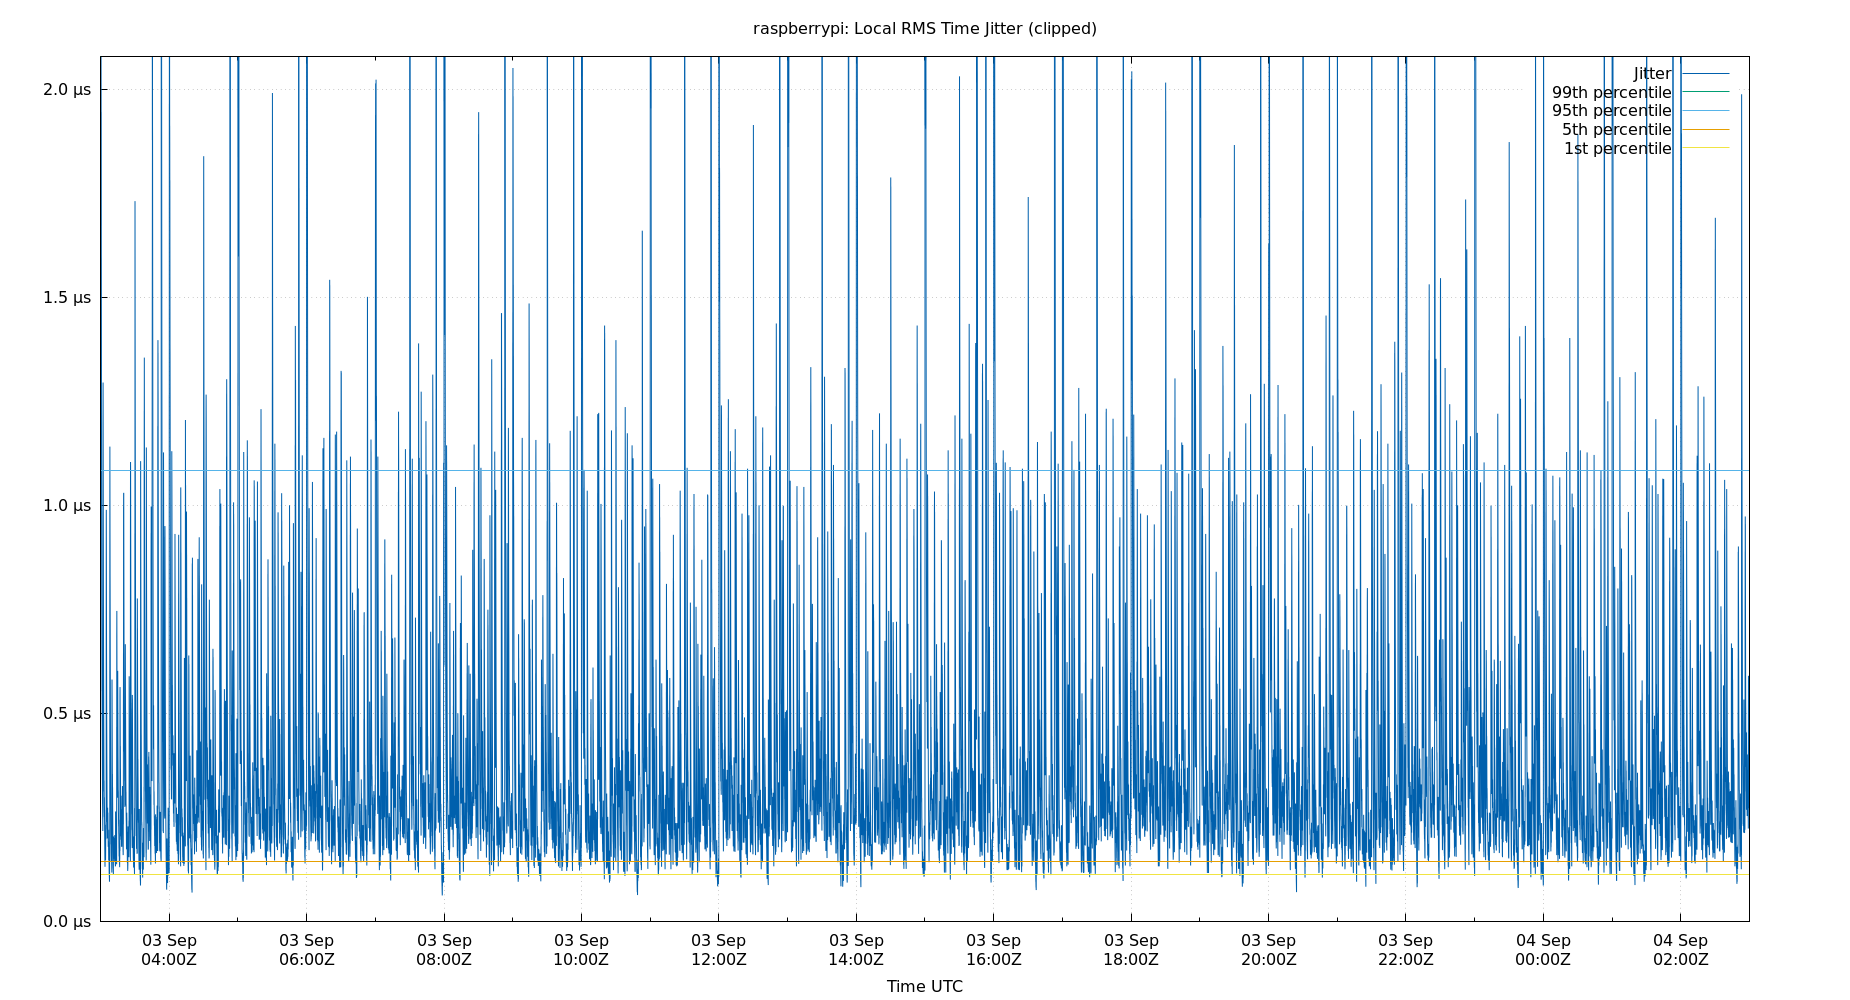 raspberrypi: Local RMS Time Jitter (clipped)
Jitter
99th percentile
95th percentile
5th percentile
1st percentile
2.0 µs
1.5 µs
1.0 µs
0.5 µs
0.0 µs
03 Sep 03 Sep 03 Sep 03 Sep 03 Sep 03 Sep 03 Sep 03 Sep 03 Sep 03 Sep 04 Sep 04 Sep
04:00Z 06:00Z 08:00Z 10:00Z 12:00Z 14:00Z 16:00Z 18:00Z 20:00Z 22:00Z 00:00Z 02:00Z
Time UTC